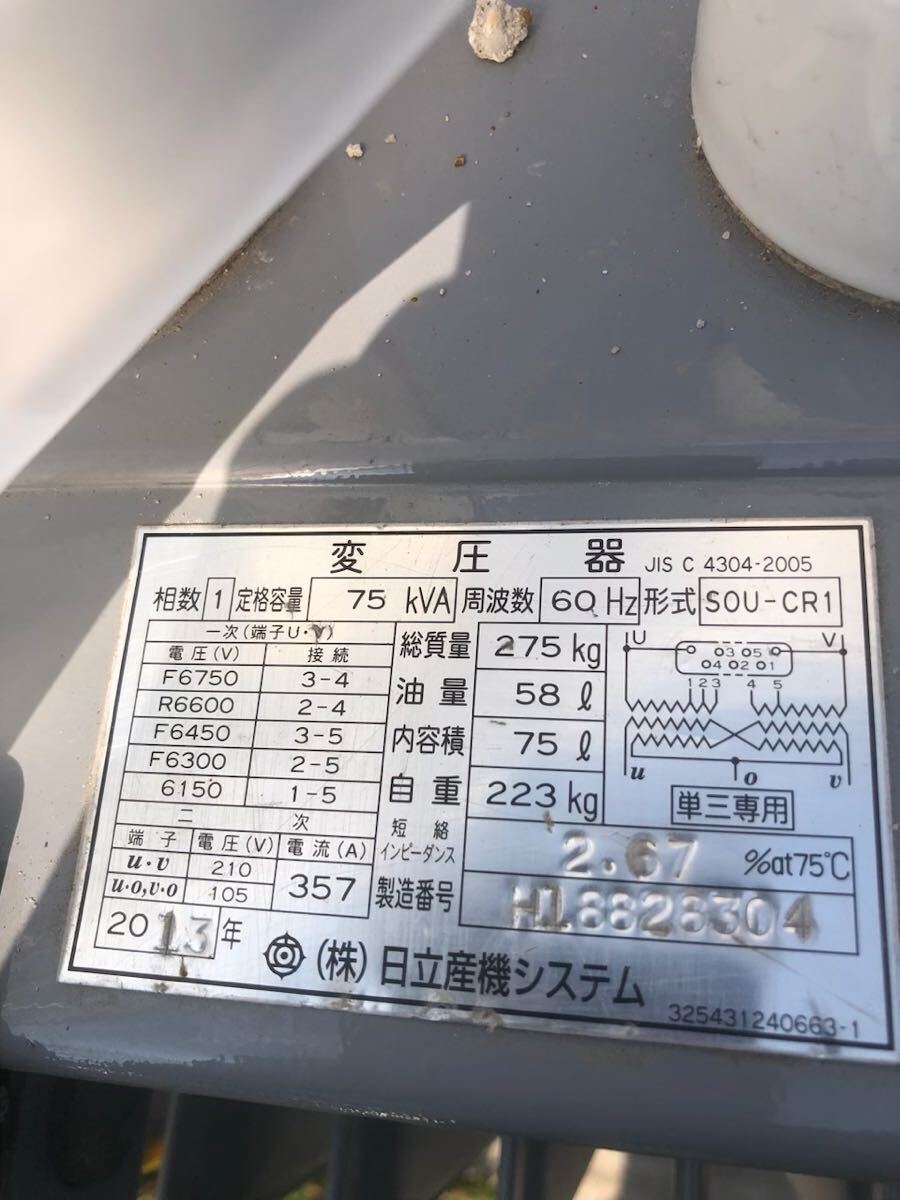 変圧器 JIS C 4304-2005
相数 1 定格容量 75 kVA 周波数 60 Hz 形式 SOU-CR1
一次(端子U・V)
電圧(V) 接続
F6750 3-4
R6600 2-4
F6450 3-5
F6300 2-5
6150 1-5
二次
端子 電圧(V) 電流(A)
u・v 210 357
u・o,v・o 105
2013年
総質量 275 kg
油量 58 ℓ
内容積 75 ℓ
自重 223 kg
短絡インピーダンス 2.67 %at75℃
製造番号 H18828304
U V
3 5
4 2 1
1 2 3 4 5
u o v
単三専用
(株)日立産機システム
325431240663-1